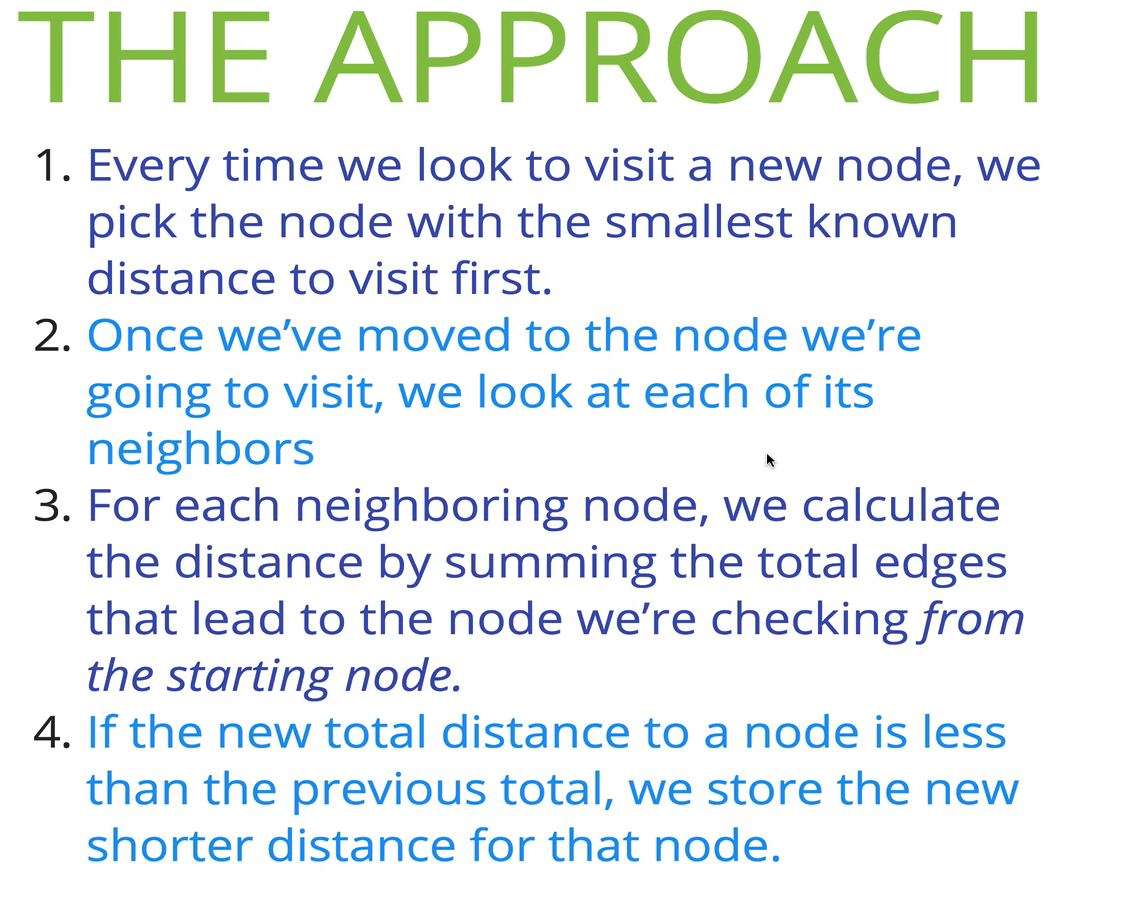 THE APPROACH
1. Every time we look to visit a new node, we
pick the node with the smallest known
distance to visit first.
2. Once we’ve moved to the node we’re
going to visit, we look at each of its
neighbors
3. For each neighboring node, we calculate
the distance by summing the total edges
that lead to the node we’re checking from
the starting node.
4. If the new total distance to a node is less
than the previous total, we store the new
shorter distance for that node.